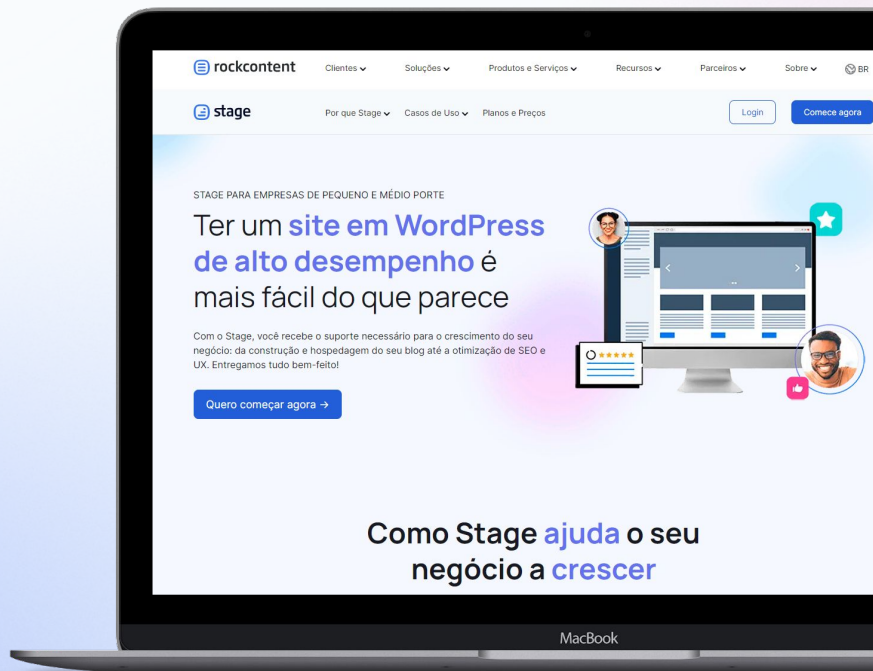 rockcontent
Clientes
Soluções
Produtos e Serviços
Recursos
Parceiros
Sobre
BR
stage
Por que Stage
Casos de Uso
Planos e Preços
Login
Comece agora
STAGE PARA EMPRESAS DE PEQUENO E MÉDIO PORTE
Ter um site em WordPress
de alto desempenho é
mais fácil do que parece
Com o Stage, você recebe o suporte necessário para o crescimento do seu
negócio: da construção e hospedagem do seu blog até a otimização de SEO e
UX. Entregamos tudo bem-feito!
Quero começar agora →
Como Stage ajuda o seu
negócio a crescer
MacBook